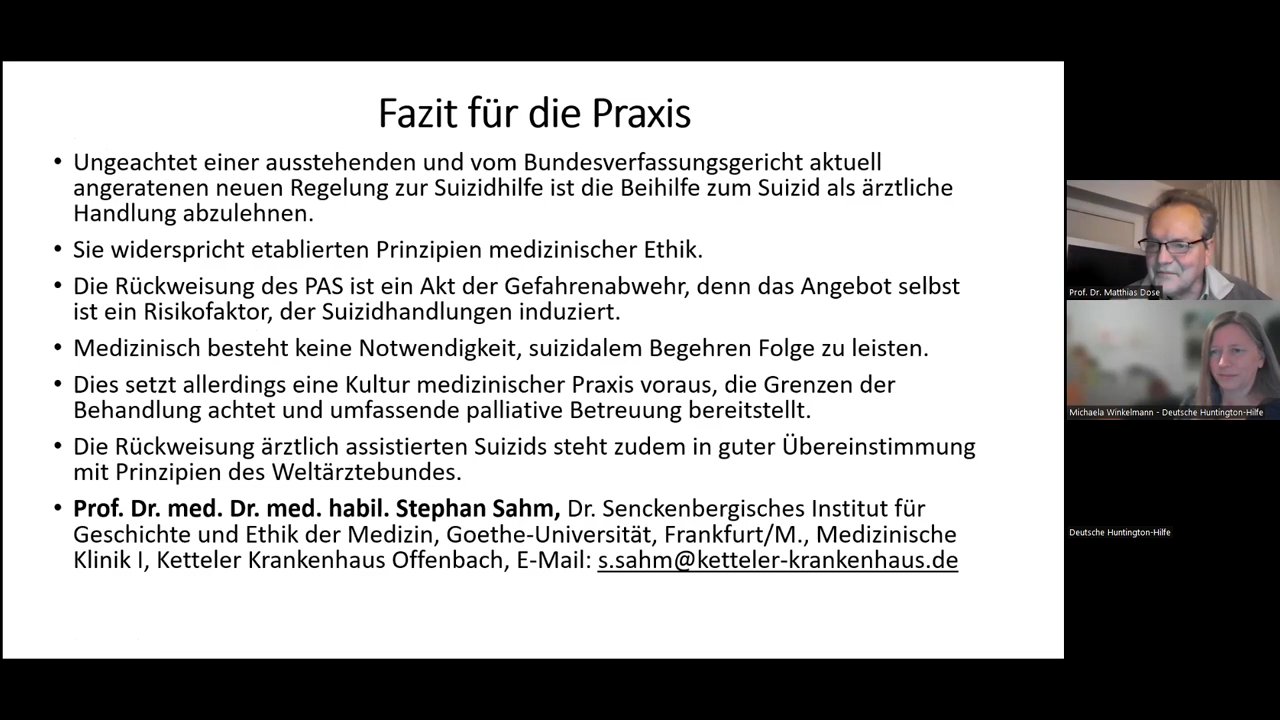 Fazit für die Praxis
• Ungeachtet einer ausstehenden und vom Bundesverfassungsgericht aktuell
angeratenen neuen Regelung zur Suizidhilfe ist die Beihilfe zum Suizid als ärztliche
Handlung abzulehnen.
• Sie widerspricht etablierten Prinzipien medizinischer Ethik.
• Die Rückweisung des PAS ist ein Akt der Gefahrenabwehr, denn das Angebot selbst
ist ein Risikofaktor, der Suizidhandlungen induziert.
• Medizinisch besteht keine Notwendigkeit, suizidalem Begehren Folge zu leisten.
• Dies setzt allerdings eine Kultur medizinischer Praxis voraus, die Grenzen der
Behandlung achtet und umfassende palliative Betreuung bereitstellt.
• Die Rückweisung ärztlich assistierten Suizids steht zudem in guter Übereinstimmung
mit Prinzipien des Weltärztebundes.
• Prof. Dr. med. Dr. med. habil. Stephan Sahm, Dr. Senckenbergisches Institut für
Geschichte und Ethik der Medizin, Goethe-Universität, Frankfurt/M., Medizinische
Klinik I, Ketteler Krankenhaus Offenbach, E-Mail: s.sahm@ketteler-krankenhaus.de
Prof. Dr. Matthias Dose
Michaela Winkelmann - Deutsche Huntington-Hilfe
Deutsche Huntington-Hilfe